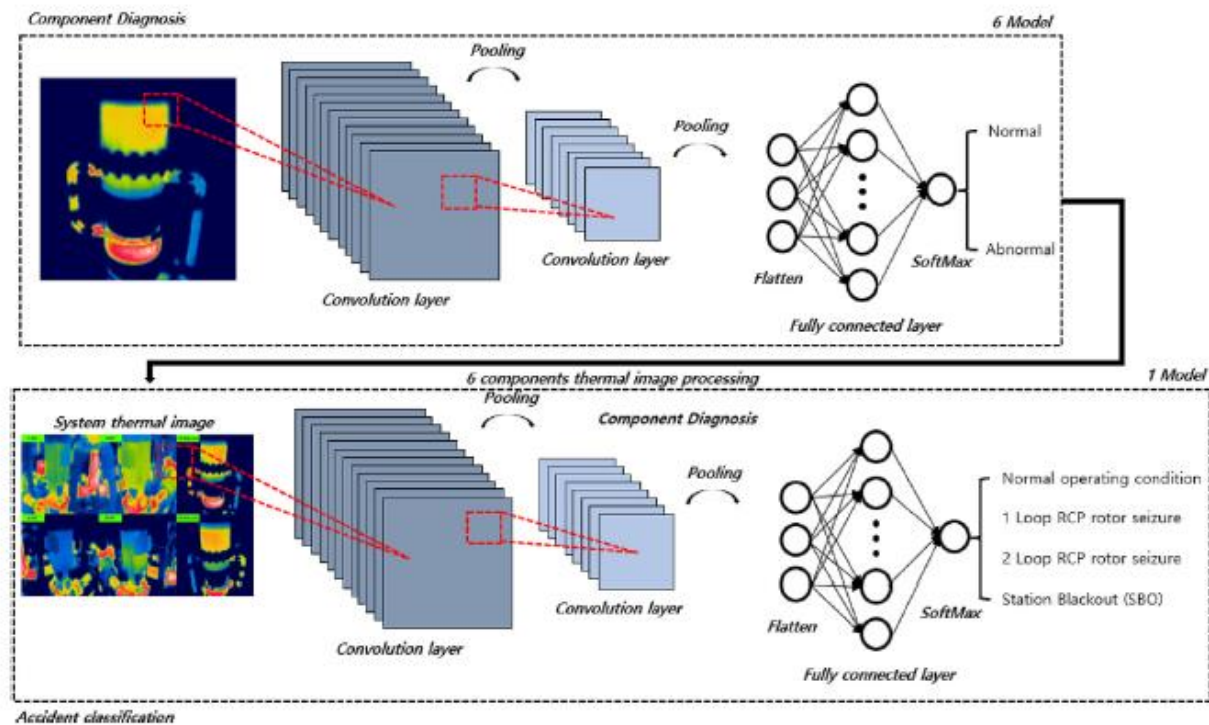 Component Diagnosis
6 Model
Pooling
Pooling
Normal
Abnormal
SoftMax
Flatten
Convolution layer
Convolution layer
Fully connected layer
6 components thermal image processing
1 Model
Pooling
Component Diagnosis
System thermal image
Pooling
Normal operating condition
1 Loop RCP rotor seizure
2 Loop RCP rotor seizure
Station Blackout (SBO)
SoftMax
Flatten
Convolution layer
Convolution layer
Fully connected layer
Accident classification